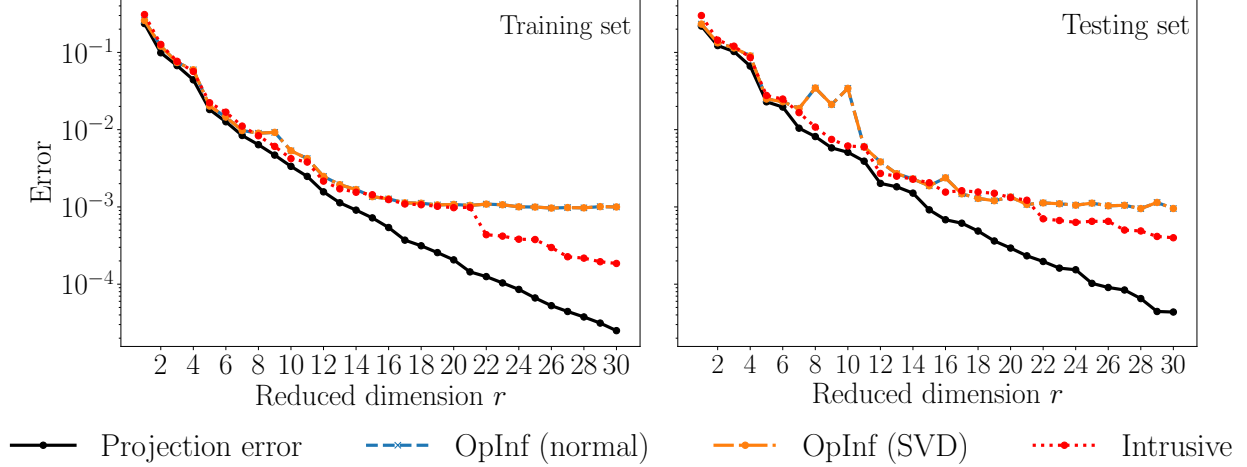 Training set
Testing set
Error
10⁻¹
10⁻²
10⁻³
10⁻⁴
2 4 6 8 10 12 14 16 18 20 22 24 26 28 30
2 4 6 8 10 12 14 16 18 20 22 24 26 28 30
Reduced dimension r
Reduced dimension r
Projection error OpInf (normal) OpInf (SVD) Intrusive